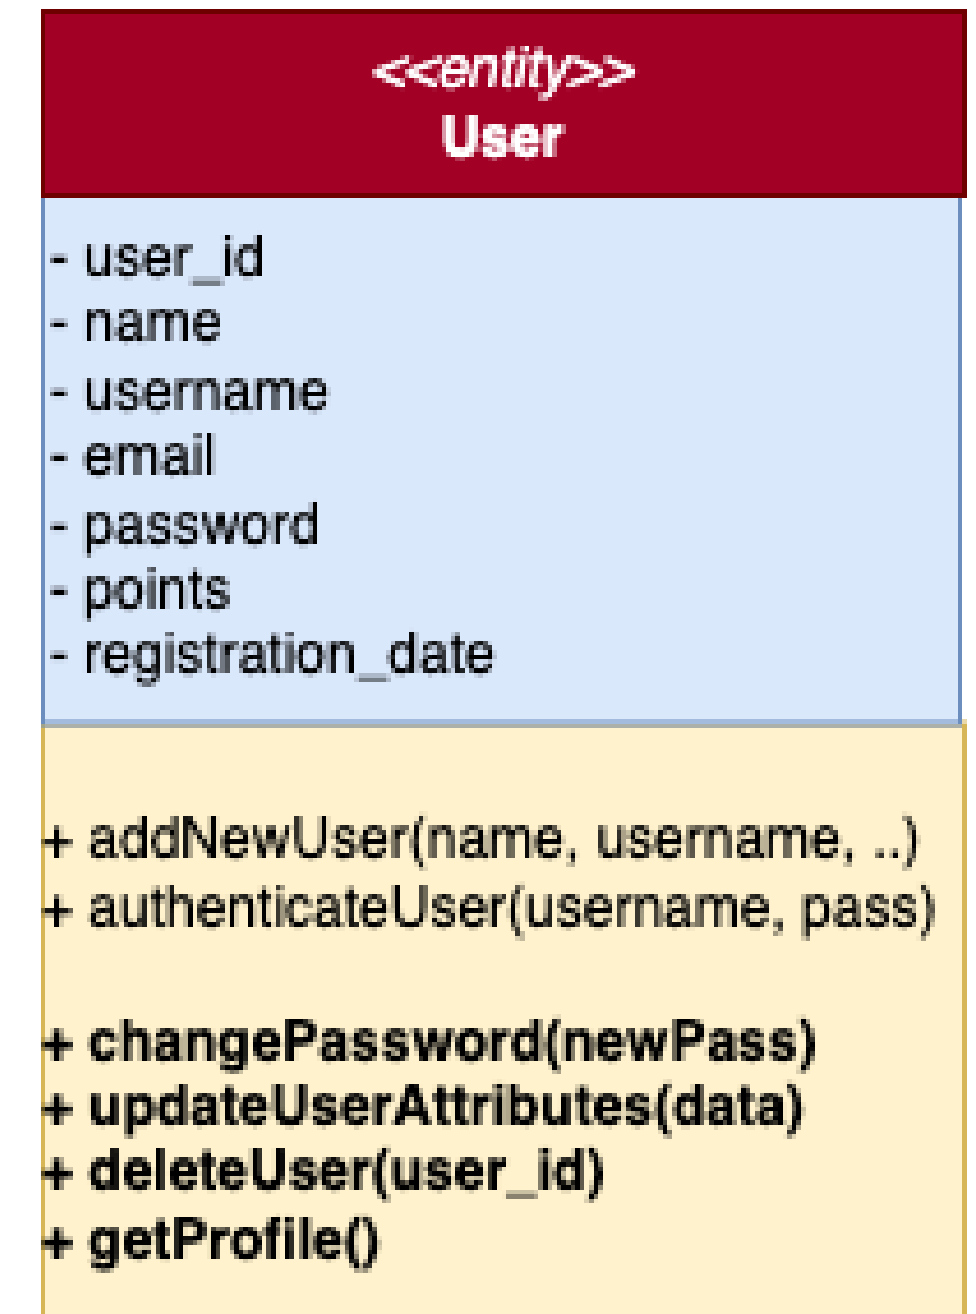 <<entity>>
User
- user_id
- name
- username
- email
- password
- points
- registration_date
+ addNewUser(name, username, ..)
+ authenticateUser(username, pass)
+ changePassword(newPass)
+ updateUserAttributes(data)
+ deleteUser(user_id)
+ getProfile()